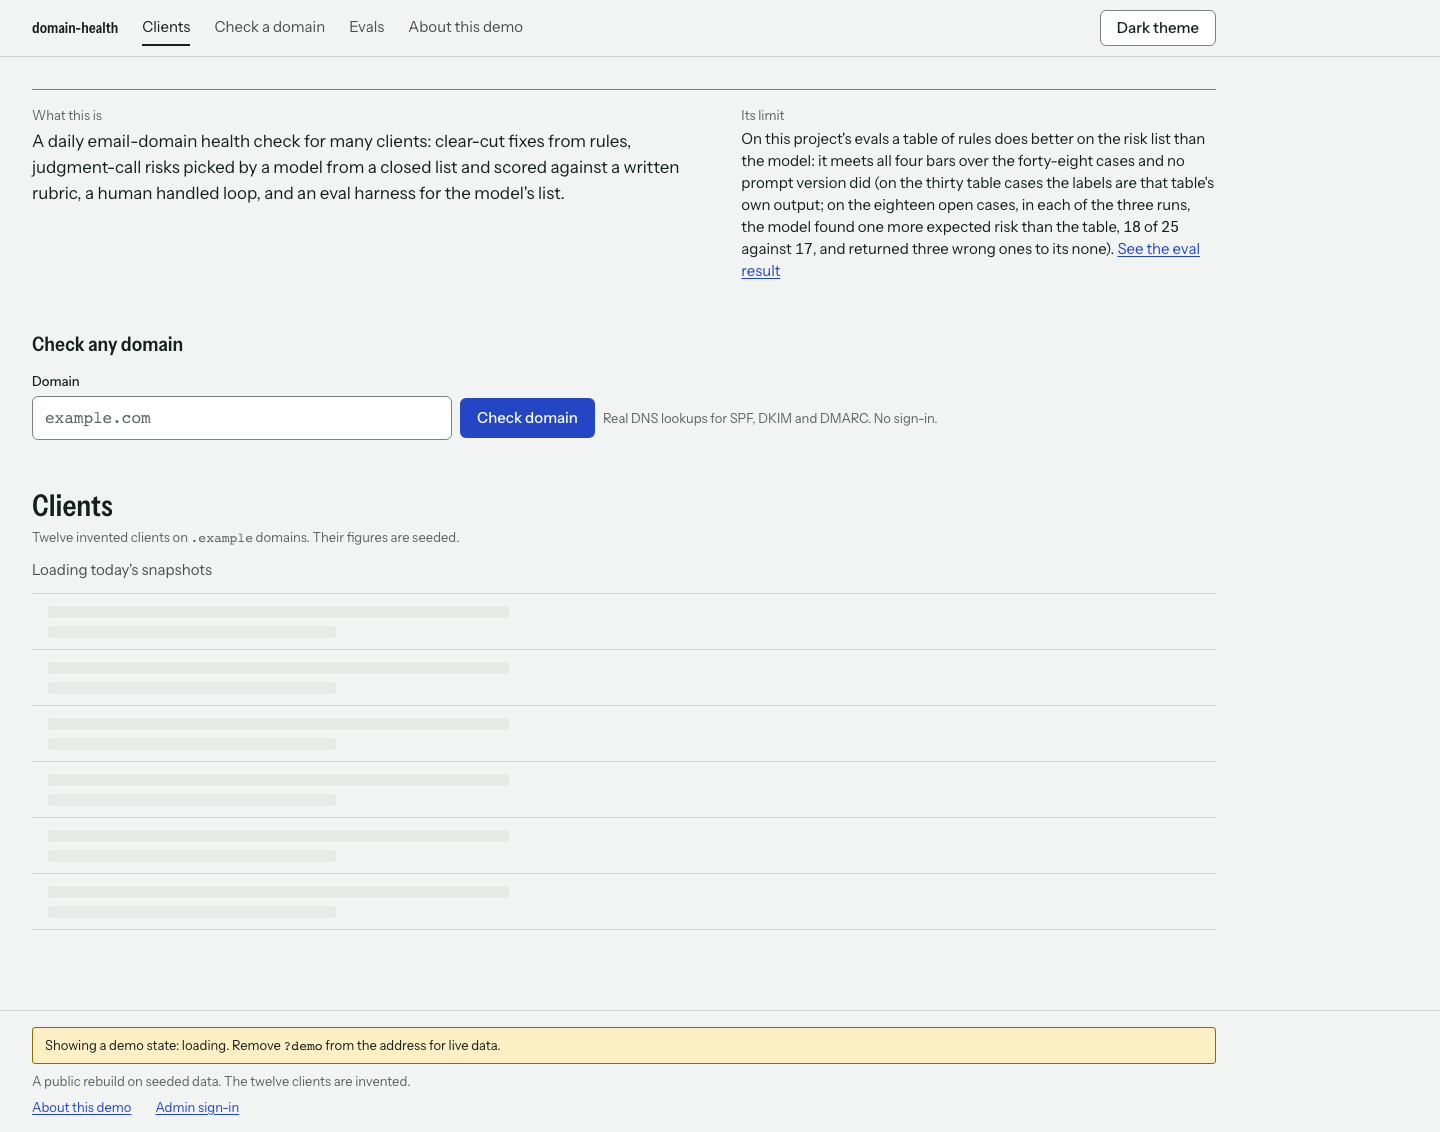 domain-health
Clients
Check a domain
Evals
About this demo
Dark theme
What this is
A daily email-domain health check for many clients: clear-cut fixes from rules,
judgment-call risks picked by a model from a closed list and scored against a written
rubric, a human handled loop, and an eval harness for the model's list.
Its limit
On this project's evals a table of rules does better on the risk list than
the model: it meets all four bars over the forty-eight cases and no
prompt version did (on the thirty table cases the labels are that table's
own output; on the eighteen open cases, in each of the three runs,
the model found one more expected risk than the table, 18 of 25
against 17, and returned three wrong ones to its none). See the eval
result
Check any domain
Domain
example.com
Check domain
Real DNS lookups for SPF, DKIM and DMARC. No sign-in.
Clients
Twelve invented clients on .example domains. Their figures are seeded.
Loading today's snapshots
Showing a demo state: loading. Remove ?demo from the address for live data.
A public rebuild on seeded data. The twelve clients are invented.
About this demo
Admin sign-in